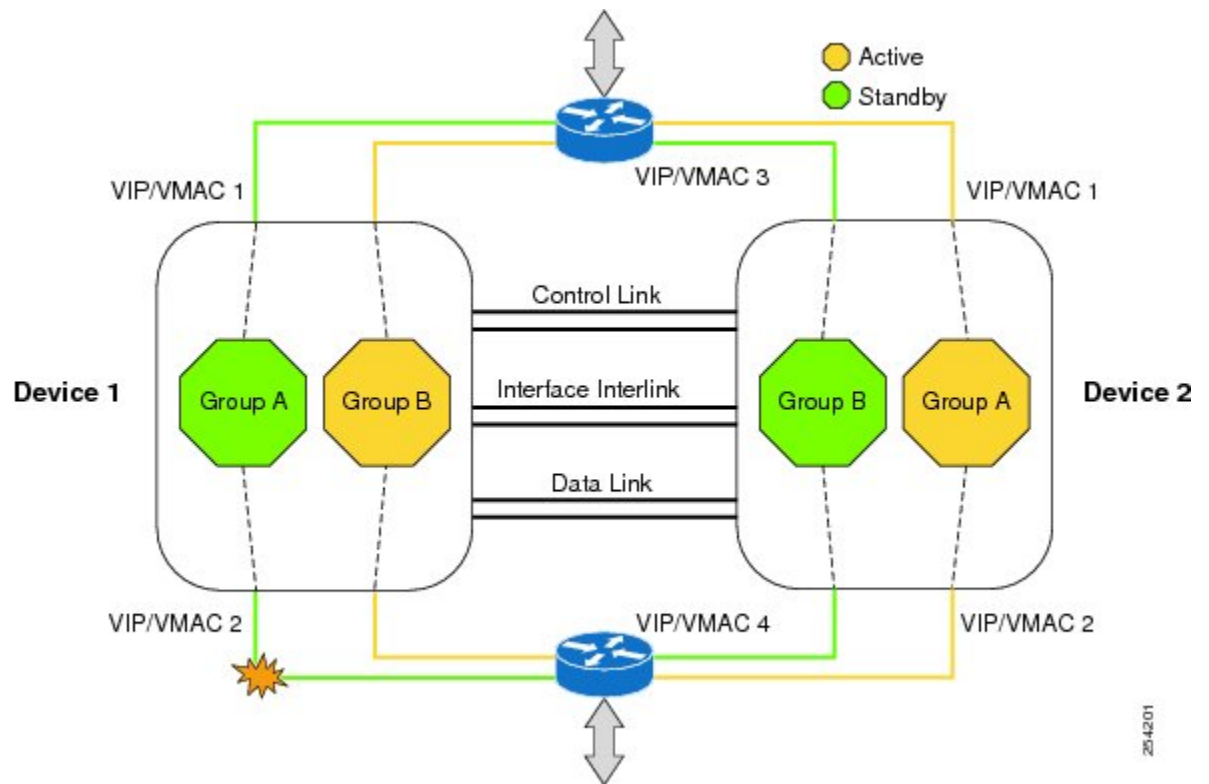 Active
Standby
VIP/VMAC 1
VIP/VMAC 3
VIP/VMAC 1
Control Link
Device 1
Group A
Group B
Interface Interlink
Group B
Group A
Device 2
Data Link
VIP/VMAC 2
VIP/VMAC 4
VIP/VMAC 2
254201